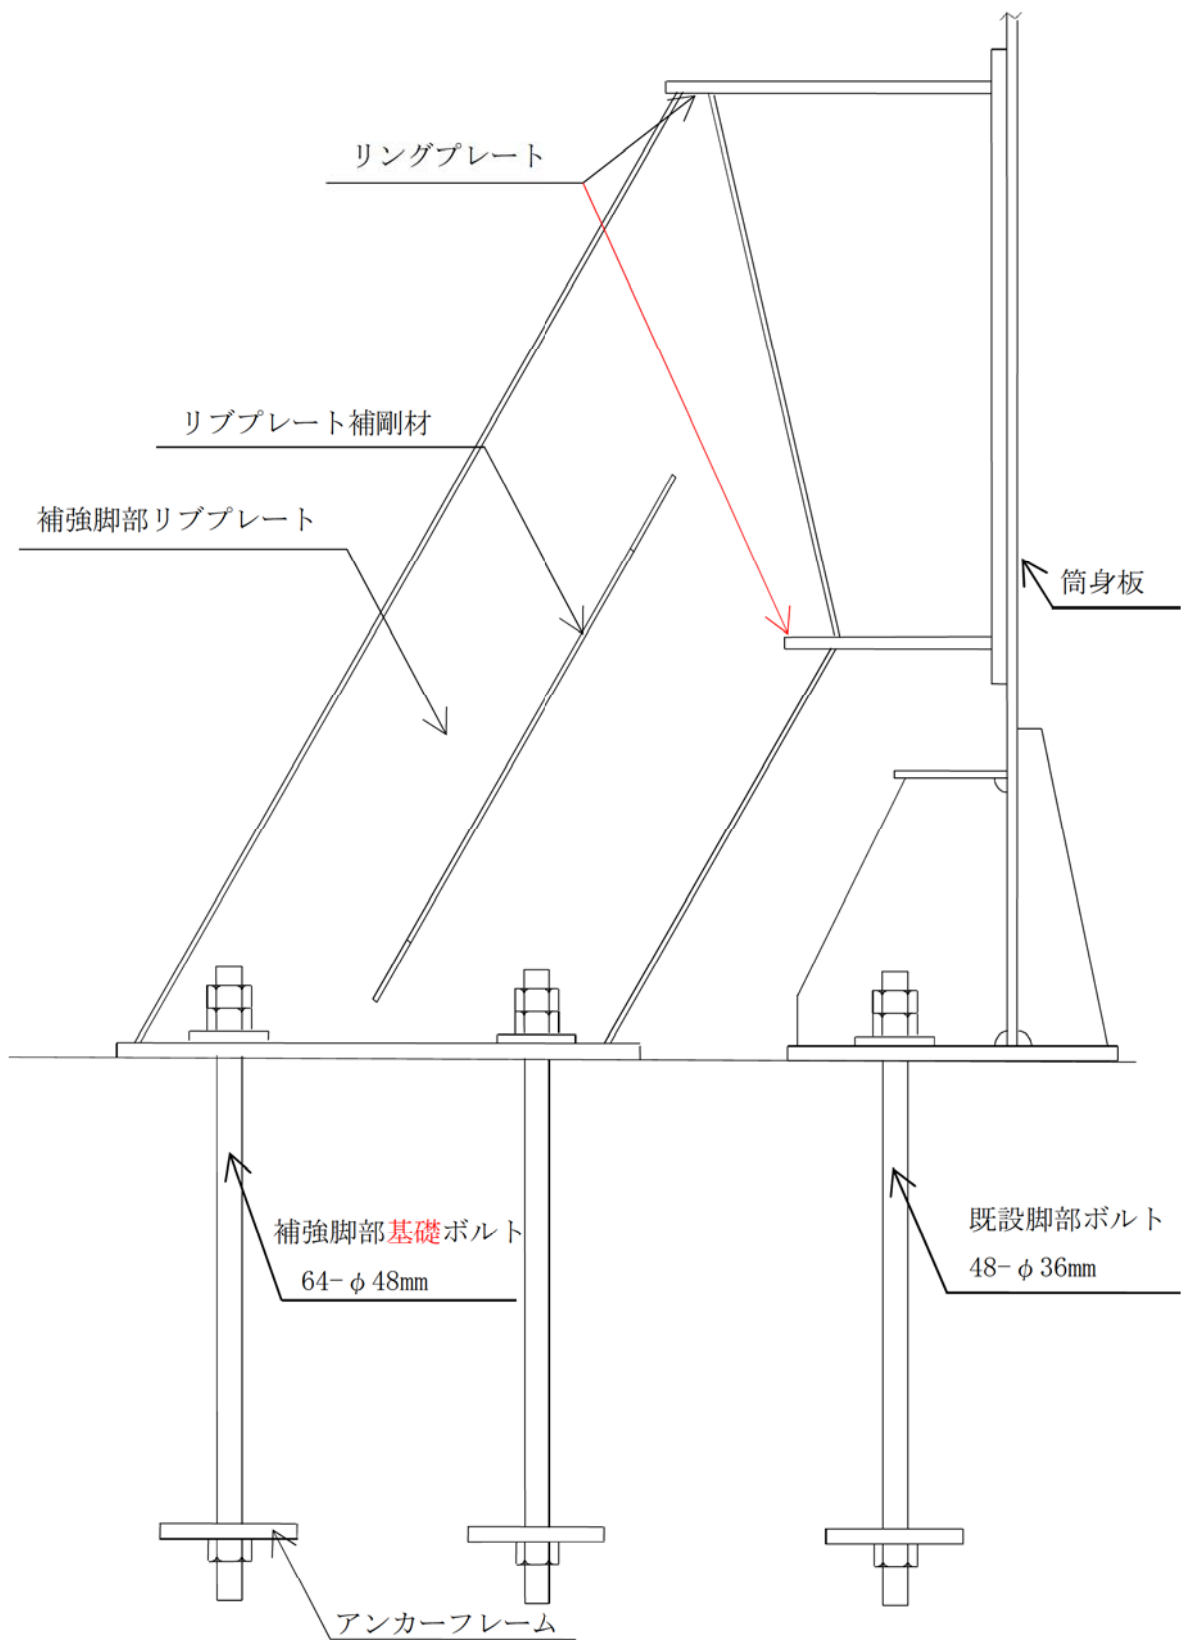 リングプレート
リブプレート補剛材
補強脚部リブプレート
筒身板
補強脚部基礎ボルト
64-φ48mm
既設脚部ボルト
48-φ36mm
アンカーフレーム